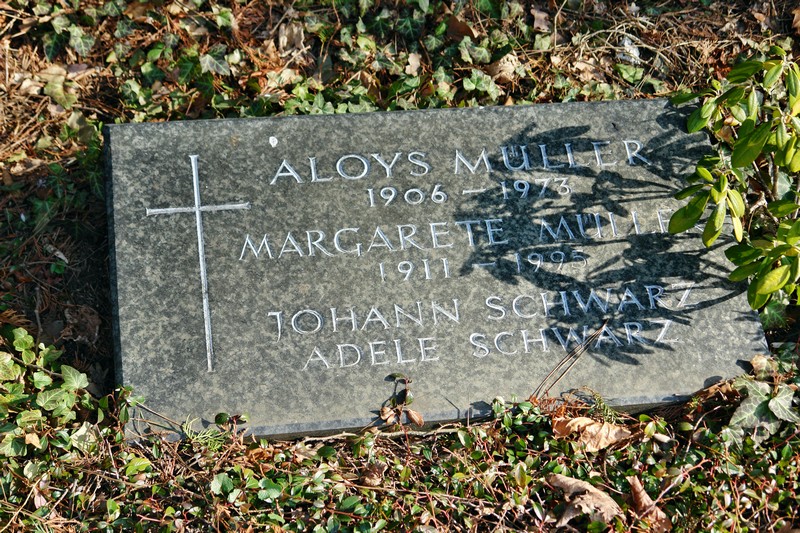 ALOYS MÜLLER
1906 – 1973
MARGARETE MÜLLER
1911 – 1995
JOHANN SCHWARZ
ADELE SCHWARZ